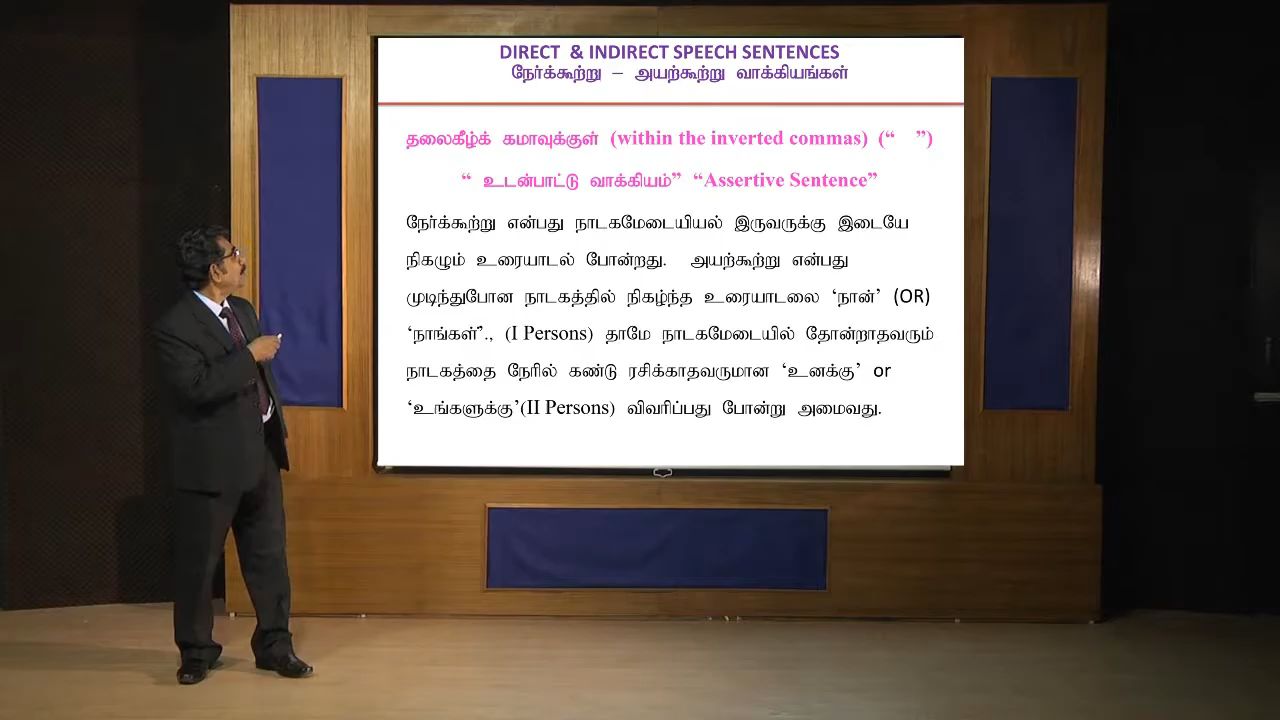 DIRECT & INDIRECT SPEECH SENTENCES
நேர்க்கூற்று – அயற்கூற்று வாக்கியங்கள்
தலைகீழ்க் கமாவுக்குள் (within the inverted commas) (“ ”)
“ உடன்பாட்டு வாக்கியம்” “Assertive Sentence”
நேர்க்கூற்று என்பது நாடகமேடையியல் இருவருக்கு இடையே
நிகழும் உரையாடல் போன்றது. அயற்கூற்று என்பது
முடிந்துபோன நாடகத்தில் நிகழ்ந்த உரையாடலை ‘நான்’ (OR)
‘நாங்கள்’., (I Persons) தாமே நாடகமேடையில் தோன்றாதவரும்
நாடகத்தை நேரில் கண்டு ரசிக்காதவருமான ‘உனக்கு’ or
‘உங்களுக்கு’(II Persons) விவரிப்பது போன்று அமைவது.